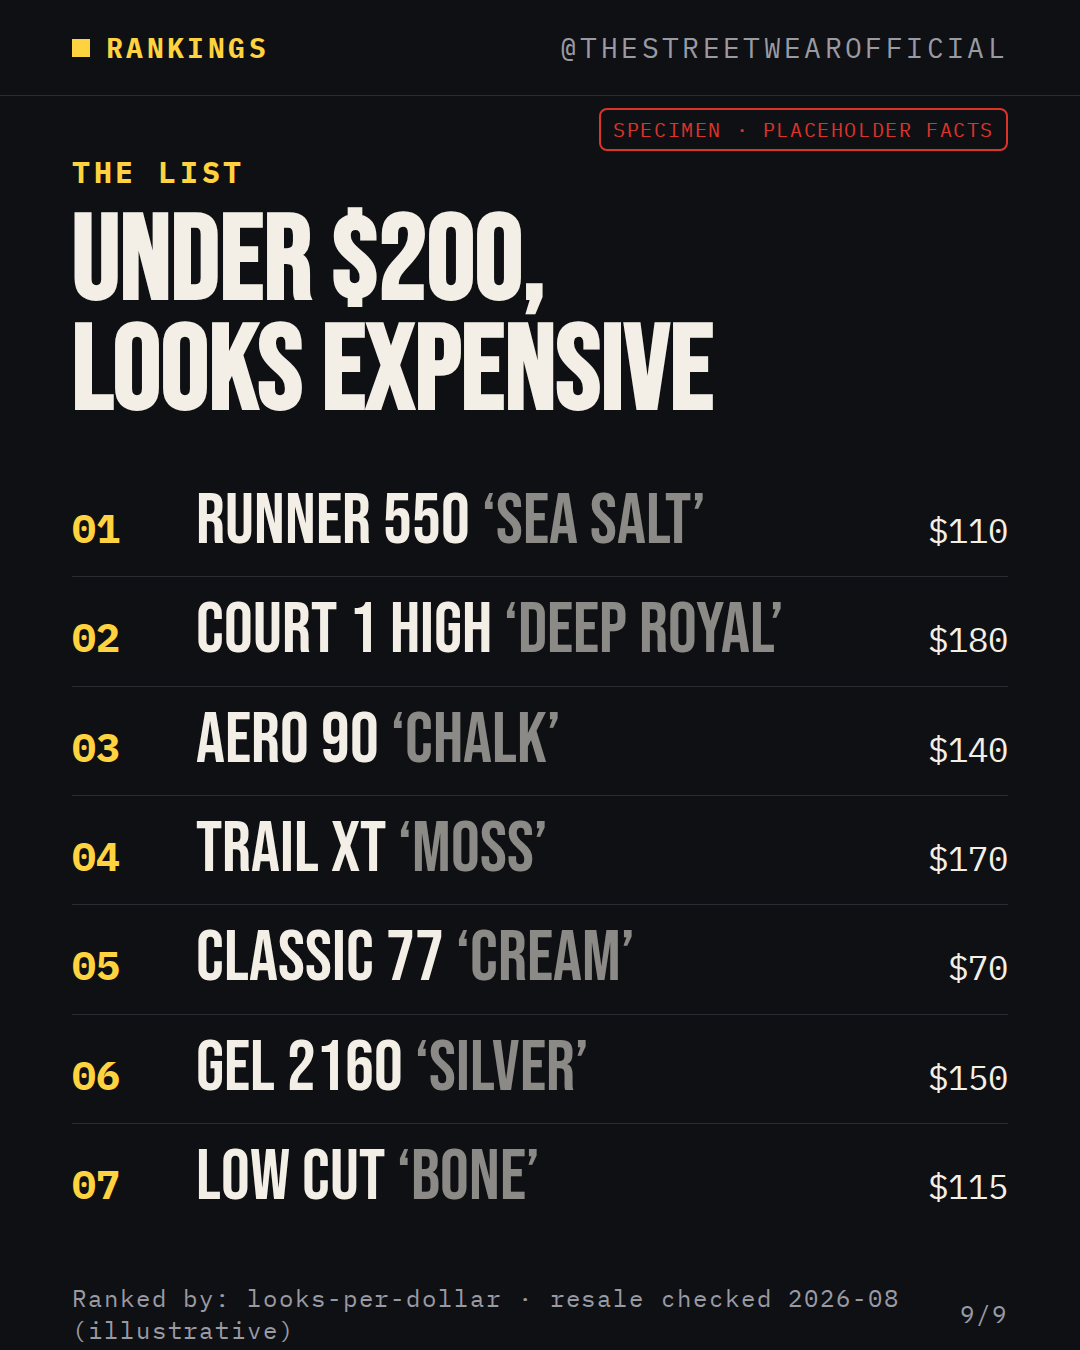 RANKINGS
@THESTREETWEAROFFICIAL
SPECIMEN · PLACEHOLDER FACTS
THE LIST
UNDER $200,
LOOKS EXPENSIVE
01 RUNNER 550 ‘SEA SALT’ $110
02 COURT 1 HIGH ‘DEEP ROYAL’ $180
03 AERO 90 ‘CHALK’ $140
04 TRAIL XT ‘MOSS’ $170
05 CLASSIC 77 ‘CREAM’ $70
06 GEL 2160 ‘SILVER’ $150
07 LOW CUT ‘BONE’ $115
Ranked by: looks-per-dollar · resale checked 2026-08
(illustrative)
9/9